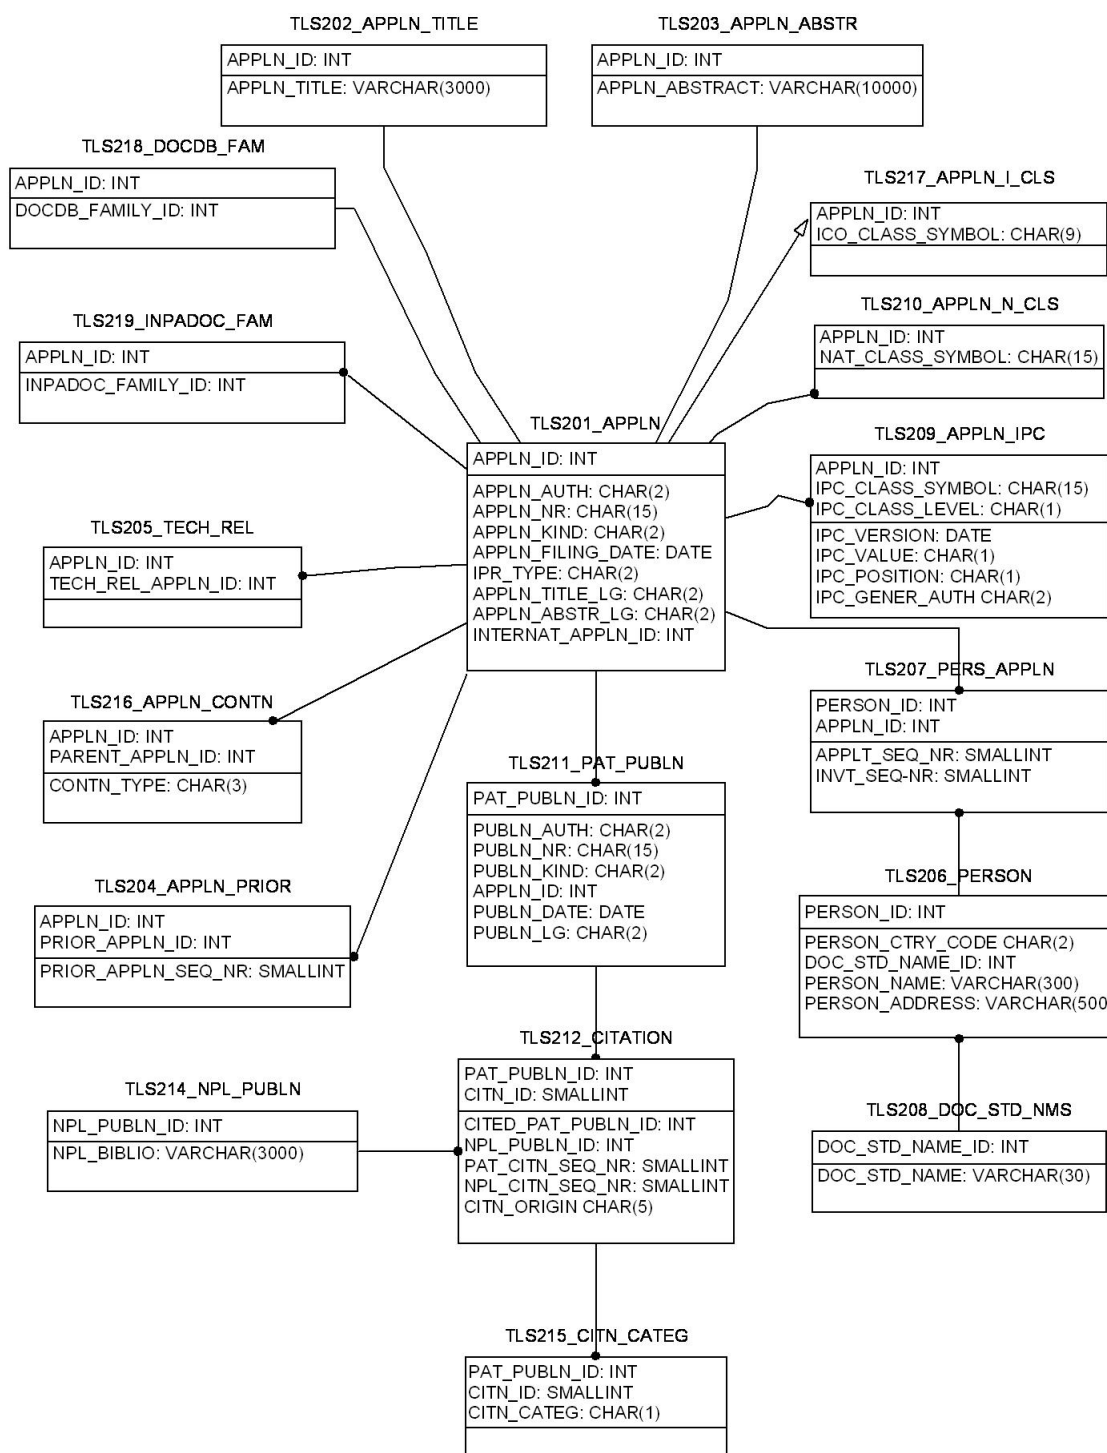 TLS202_APPLN_TITLE
APPLN_ID: INT
APPLN_TITLE: VARCHAR(3000)
TLS203_APPLN_ABSTR
APPLN_ID: INT
APPLN_ABSTRACT: VARCHAR(10000)
TLS218_DOCDB_FAM
APPLN_ID: INT
DOCDB_FAMILY_ID: INT
TLS217_APPLN_I_CLS
APPLN_ID: INT
ICO_CLASS_SYMBOL: CHAR(9)
TLS219_INPADOC_FAM
APPLN_ID: INT
INPADOC_FAMILY_ID: INT
TLS210_APPLN_N_CLS
APPLN_ID: INT
NAT_CLASS_SYMBOL: CHAR(15)
TLS201_APPLN
APPLN_ID: INT
APPLN_AUTH: CHAR(2)
APPLN_NR: CHAR(15)
APPLN_KIND: CHAR(2)
APPLN_FILING_DATE: DATE
IPR_TYPE: CHAR(2)
APPLN_TITLE_LG: CHAR(2)
APPLN_ABSTR_LG: CHAR(2)
INTERNAT_APPLN_ID: INT
TLS209_APPLN_IPC
APPLN_ID: INT
IPC_CLASS_SYMBOL: CHAR(15)
IPC_CLASS_LEVEL: CHAR(1)
IPC_VERSION: DATE
IPC_VALUE: CHAR(1)
IPC_POSITION: CHAR(1)
IPC_GENER_AUTH CHAR(2)
TLS205_TECH_REL
APPLN_ID: INT
TECH_REL_APPLN_ID: INT
TLS207_PERS_APPLN
PERSON_ID: INT
APPLN_ID: INT
APPLT_SEQ_NR: SMALLINT
INVT_SEQ-NR: SMALLINT
TLS216_APPLN_CONTN
APPLN_ID: INT
PARENT_APPLN_ID: INT
CONTN_TYPE: CHAR(3)
TLS211_PAT_PUBLN
PAT_PUBLN_ID: INT
PUBLN_AUTH: CHAR(2)
PUBLN_NR: CHAR(15)
PUBLN_KIND: CHAR(2)
APPLN_ID: INT
PUBLN_DATE: DATE
PUBLN_LG: CHAR(2)
TLS204_APPLN_PRIOR
APPLN_ID: INT
PRIOR_APPLN_ID: INT
PRIOR_APPLN_SEQ_NR: SMALLINT
TLS206_PERSON
PERSON_ID: INT
PERSON_CTRY_CODE CHAR(2)
DOC_STD_NAME_ID: INT
PERSON_NAME: VARCHAR(300)
PERSON_ADDRESS: VARCHAR(500
TLS212_CITATION
PAT_PUBLN_ID: INT
CITN_ID: SMALLINT
CITED_PAT_PUBLN_ID: INT
NPL_PUBLN_ID: INT
PAT_CITN_SEQ_NR: SMALLINT
NPL_CITN_SEQ_NR: SMALLINT
CITN_ORIGIN CHAR(5)
TLS214_NPL_PUBLN
NPL_PUBLN_ID: INT
NPL_BIBLIO: VARCHAR(3000)
TLS208_DOC_STD_NMS
DOC_STD_NAME_ID: INT
DOC_STD_NAME: VARCHAR(30)
TLS215_CITN_CATEG
PAT_PUBLN_ID: INT
CITN_ID: SMALLINT
CITN_CATEG: CHAR(1)